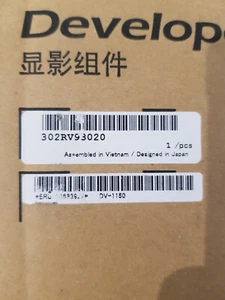 Develop
显影组件
302RV93020
1 /pcs
Assembled in Vietnam / Designed in Japan
DV-1150